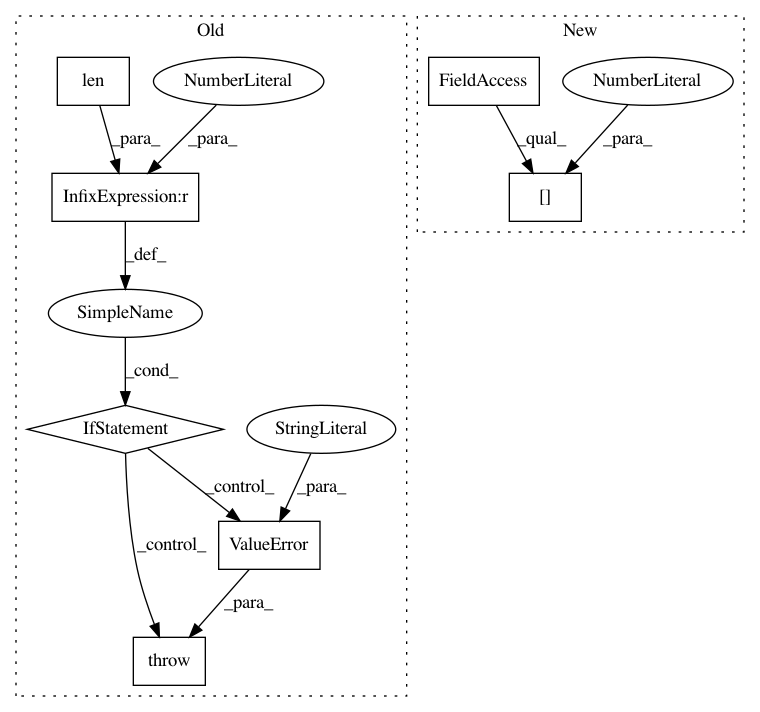 Old
New
len
NumberLiteral
FieldAccess
NumberLiteral
_para_
_para_
_qual_
_para_
InfixExpression:r
[]
_def_
SimpleName
_cond_
IfStatement
StringLiteral
_control_
_para_
_control_
ValueError
_para_
throw